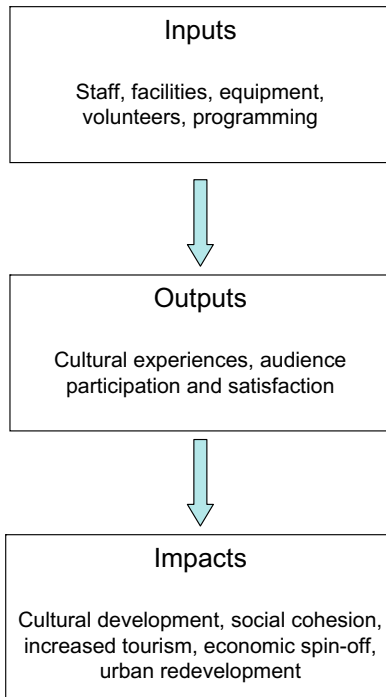 Inputs
Staff, facilities, equipment,
volunteers, programming
Outputs
Cultural experiences, audience
participation and satisfaction
Impacts
Cultural development, social cohesion,
increased tourism, economic spin-off,
urban redevelopment